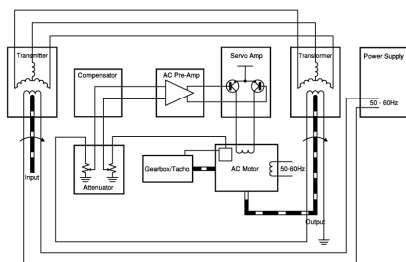 Transmitter
Compensator
AC Pre-Amp
Servo Amp
Transformer
Power Supply
50 - 60Hz
Input
Attenuator
Gearbox/Tacho
AC Motor
50-60Hz
Output